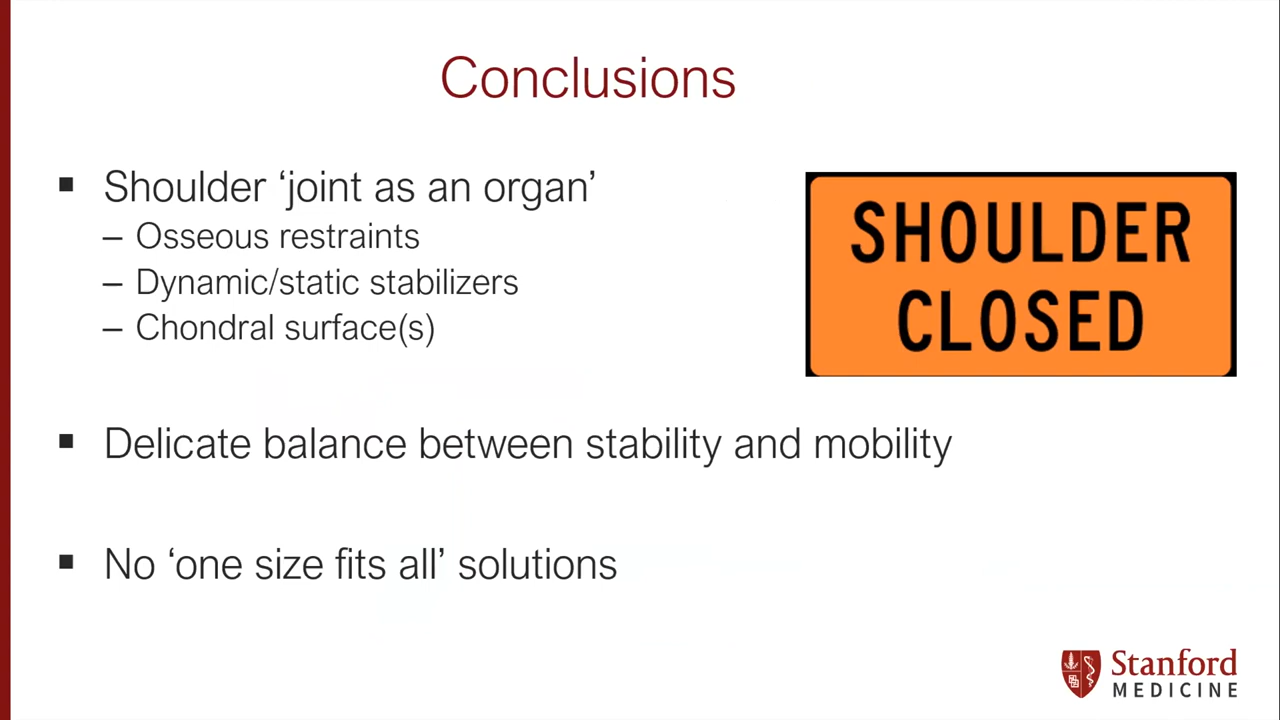 Conclusions
▪ Shoulder ‘joint as an organ’
– Osseous restraints
– Dynamic/static stabilizers
– Chondral surface(s)
SHOULDER
CLOSED
▪ Delicate balance between stability and mobility
▪ No ‘one size fits all’ solutions
Stanford
MEDICINE